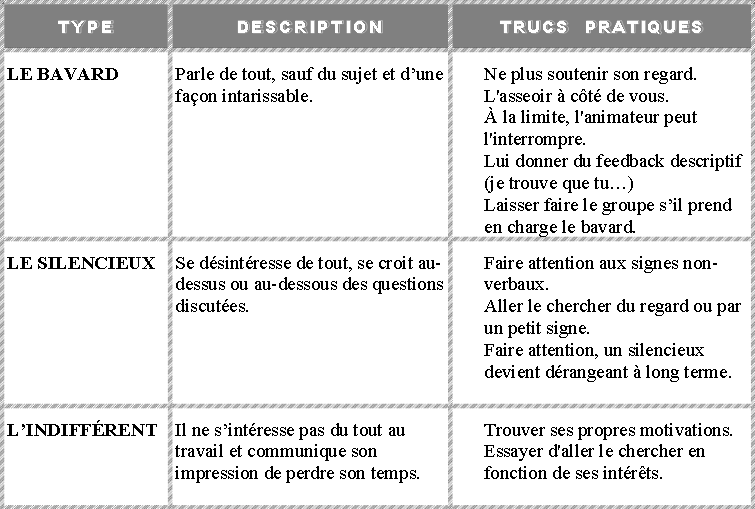 TYPE DESCRIPTION TRUCS PRATIQUES
LE BAVARD
Parle de tout, sauf du sujet et d’une
façon intarissable.
Ne plus soutenir son regard.
L'asseoir à côté de vous.
À la limite, l'animateur peut
l'interrompre.
Lui donner du feedback descriptif
(je trouve que tu…)
Laisser faire le groupe s’il prend
en charge le bavard.
LE SILENCIEUX
Se désintéresse de tout, se croit au-
dessus ou au-dessous des questions
discutées.
Faire attention aux signes non-
verbaux.
Aller le chercher du regard ou par
un petit signe.
Faire attention, un silencieux
devient dérangeant à long terme.
L’INDIFFÉRENT
Il ne s’intéresse pas du tout au
travail et communique son
impression de perdre son temps.
Trouver ses propres motivations.
Essayer d'aller le chercher en
fonction de ses intérêts.